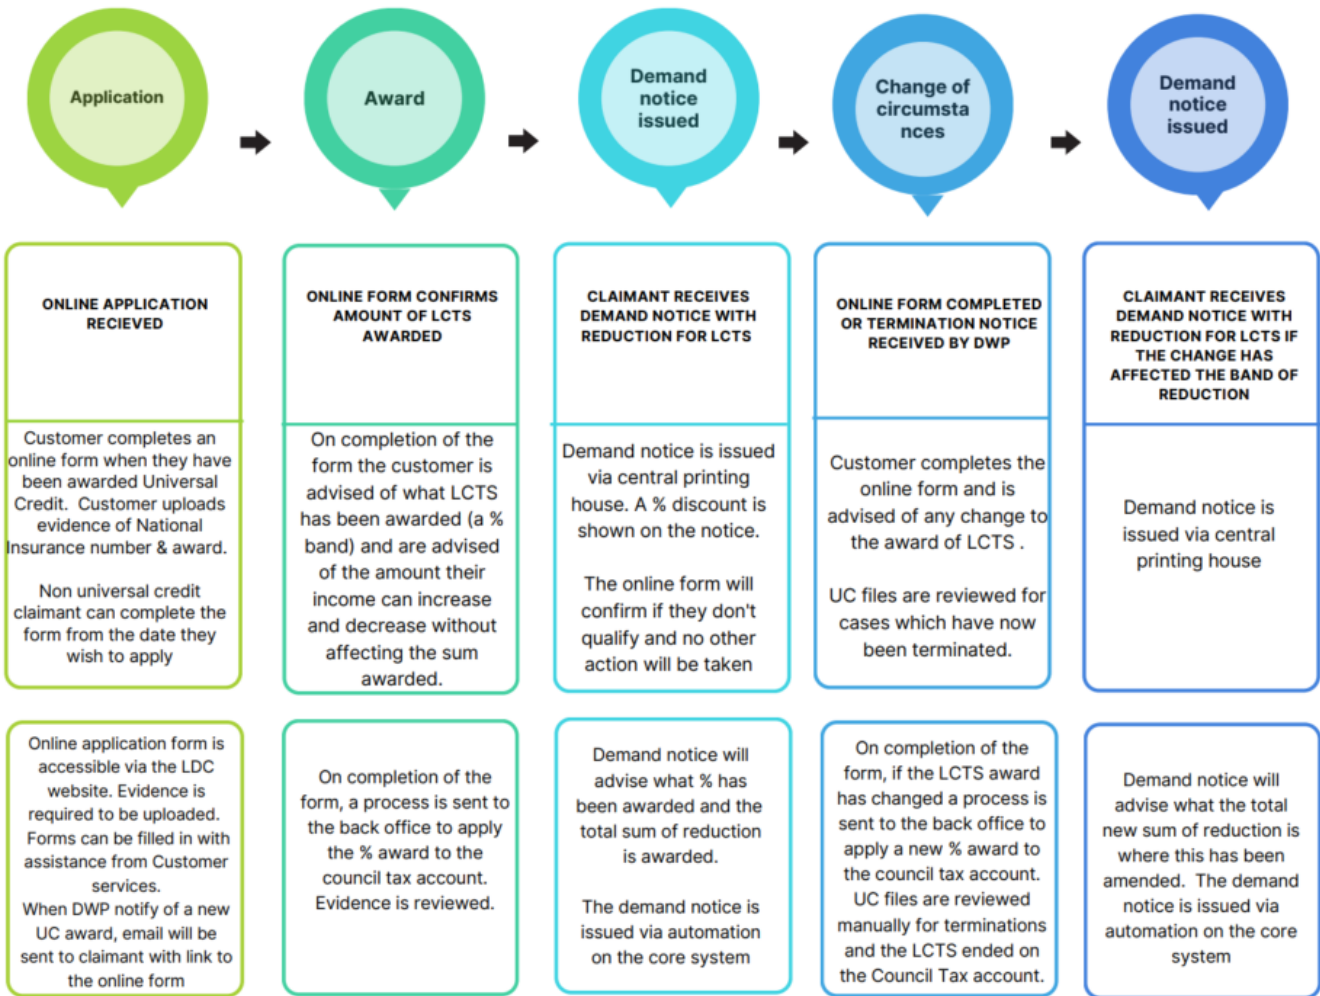 Application
Award
Demand
notice
issued
Change of
circumsta
nces
Demand
notice
issued
ONLINE APPLICATION
RECIEVED
Customer completes an
online form when they have
been awarded Universal
Credit. Customer uploads
evidence of National
Insurance number & award.
Non universal credit
claimant can complete the
form from the date they
wish to apply
Online application form is
accessible via the LDC
website. Evidence is
required to be uploaded.
Forms can be filled in with
assistance from Customer
services.
When DWP notify of a new
UC award, email will be
sent to claimant with link to
the online form
ONLINE FORM CONFIRMS
AMOUNT OF LCTS
AWARDED
On completion of the
form the customer is
advised of what LCTS
has been awarded (a %
band) and are advised
of the amount their
income can increase
and decrease without
affecting the sum
awarded.
On completion of the
form, a process is sent to
the back office to apply
the % award to the
council tax account.
Evidence is reviewed.
CLAIMANT RECEIVES
DEMAND NOTICE WITH
REDUCTION FOR LCTS
Demand notice is issued
via central printing
house. A % discount is
shown on the notice.
The online form will
confirm if they don't
qualify and no other
action will be taken
Demand notice will
advise what % has
been awarded and the
total sum of reduction
is awarded.
The demand notice is
issued via automation
on the core system
ONLINE FORM COMPLETED
OR TERMINATION NOTICE
RECEIVED BY DWP
Customer completes the
online form and is
advised of any change to
the award of LCTS .
UC files are reviewed for
cases which have now
been terminated.
On completion of the
form, if the LCTS award
has changed a process is
sent to the back office to
apply a new % award to
the council tax account.
UC files are reviewed
manually for terminations
and the LCTS ended on
the Council Tax account.
CLAIMANT RECEIVES
DEMAND NOTICE WITH
REDUCTION FOR LCTS IF
THE CHANGE HAS
AFFECTED THE BAND OF
REDUCTION
Demand notice is
issued via central
printing house
Demand notice will
advise what the total
new sum of reduction is
where this has been
amended. The demand
notice is issued via
automation on the core
system